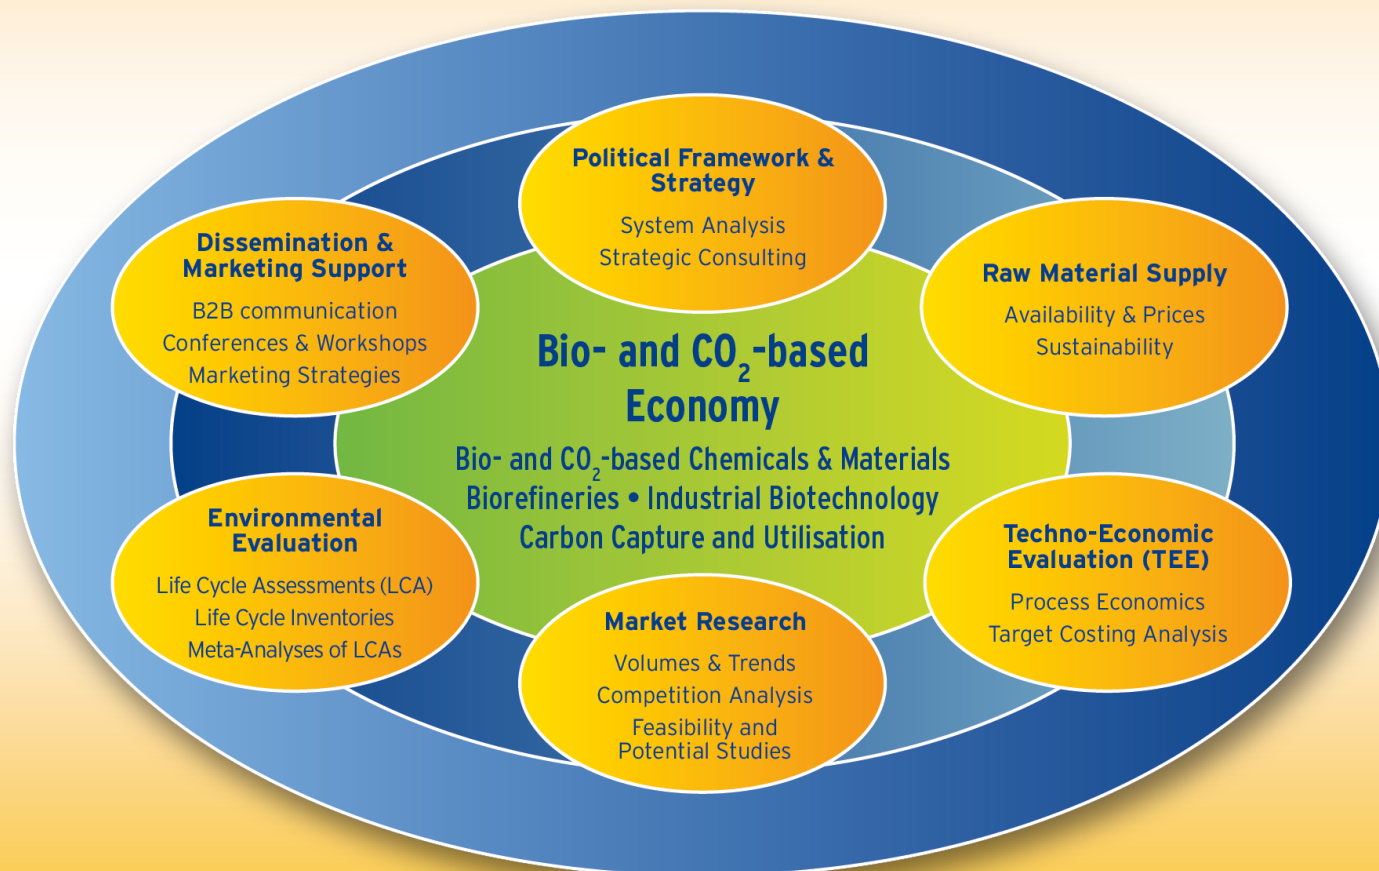 Political Framework &
Strategy
System Analysis
Strategic Consulting
Dissemination &
Marketing Support
B2B communication
Conferences & Workshops
Marketing Strategies
Raw Material Supply
Availability & Prices
Sustainability
Bio- and CO₂-based
Economy
Bio- and CO₂-based Chemicals & Materials
Biorefineries • Industrial Biotechnology
Carbon Capture and Utilisation
Environmental
Evaluation
Life Cycle Assessments (LCA)
Life Cycle Inventories
Meta-Analyses of LCAs
Techno-Economic
Evaluation (TEE)
Process Economics
Target Costing Analysis
Market Research
Volumes & Trends
Competition Analysis
Feasibility and
Potential Studies